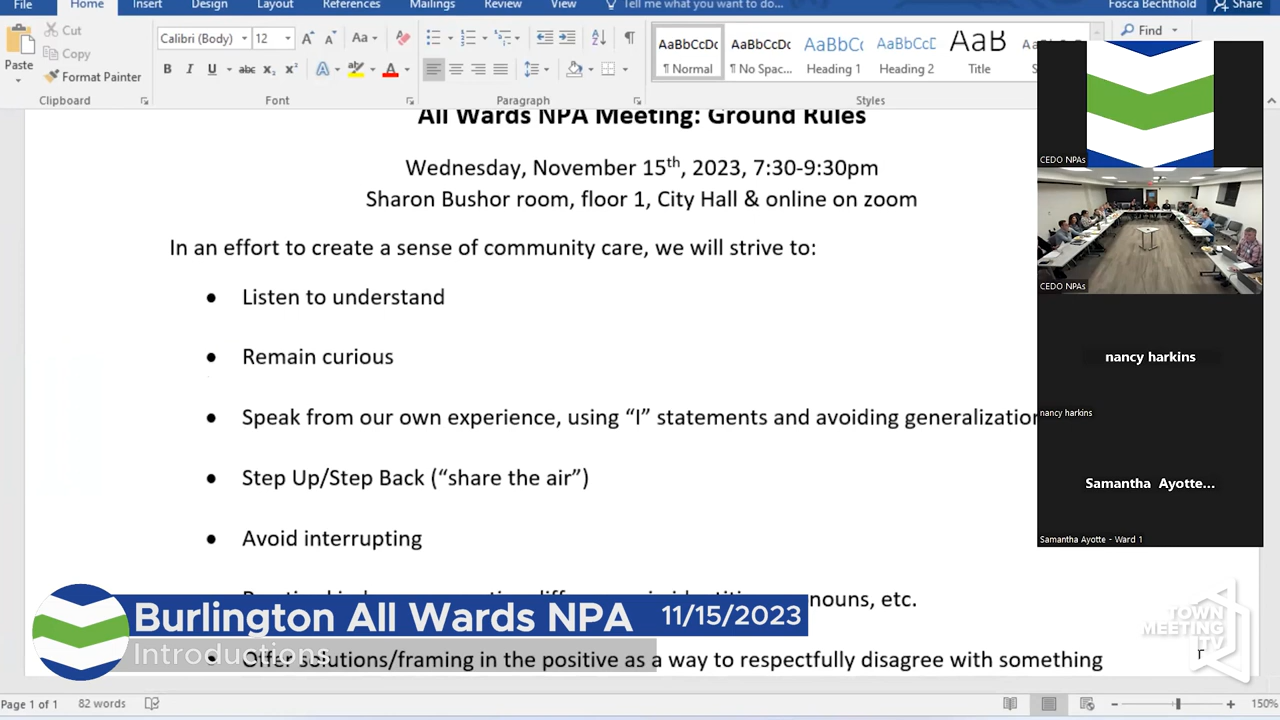 File Home Insert Design Layout References Mailings Review View Tell me what you want to do... Fosca Bechthold Share
Paste
Cut
Copy
Format Painter
Calibri (Body) 12
B I U abc
AaBbCcDc AaBbCcDc AaBbC AaBbCcD AaB
¶ Normal ¶ No Spac... Heading 1 Heading 2 Title
Find
Clipboard Font Paragraph Styles
All Wards NPA Meeting: Ground Rules
Wednesday, November 15th, 2023, 7:30-9:30pm
Sharon Bushor room, floor 1, City Hall & online on zoom
In an effort to create a sense of community care, we will strive to:
• Listen to understand
• Remain curious
• Speak from our own experience, using “I” statements and avoiding generalization
• Step Up/Step Back (“share the air”)
• Avoid interrupting
etc.
solutions/framing in the positive as a way to respectfully disagree with something
CEDO NPAs
CEDO NPAs
nancy harkins
nancy harkins
Samantha Ayotte...
Samantha Ayotte - Ward 1
Burlington All Wards NPA 11/15/2023
Introductions
TOWN
MEETING
TV
Page 1 of 1 82 words 150%